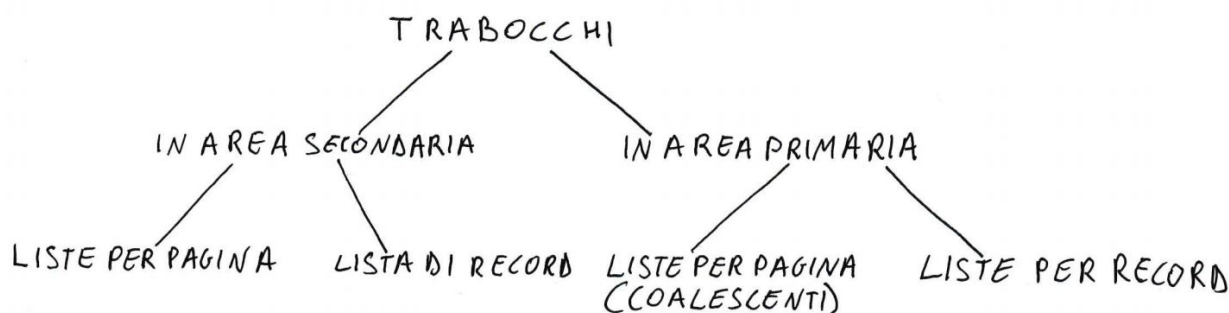 TRABOCCHI
IN AREA SECONDARIA
IN AREA PRIMARIA
LISTE PER PAGINA
LISTA DI RECORD
LISTE PER PAGINA
(COALESCENTI)
LISTE PER RECORD